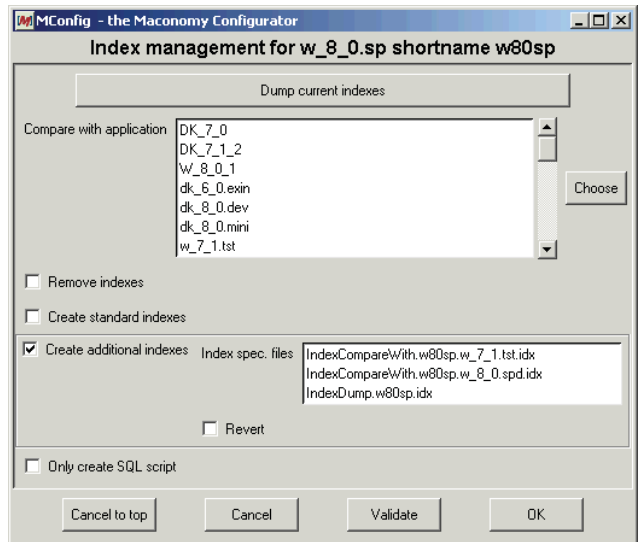 MConfig - the Maconomy Configurator
Index management for w_8_0.sp shortname w80sp
Dump current indexes
Compare with application
DK_7_0
DK_7_1_2
W_8_0_1
dk_6_0.exin
dk_8_0.dev
dk_8_0.mini
w_7_1.tst
Choose
Remove indexes
Create standard indexes
Create additional indexes
Index spec. files
IndexCompareWith.w80sp.w_7_1.tst.idx
IndexCompareWith.w80sp.w_8_0.spd.idx
IndexDump.w80sp.idx
Revert
Only create SQL script
Cancel to top
Cancel
Validate
OK